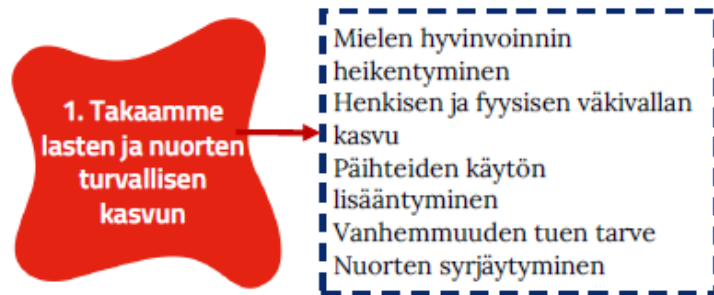 1. Takaamme
lasten ja nuorten
turvallisen
kasvun
Mielen hyvinvoinnin
heikentyminen
Henkisen ja fyysisen väkivallan
kasvu
Päihteiden käytön
lisääntyminen
Vanhemmuuden tuen tarve
Nuorten syrjäytyminen